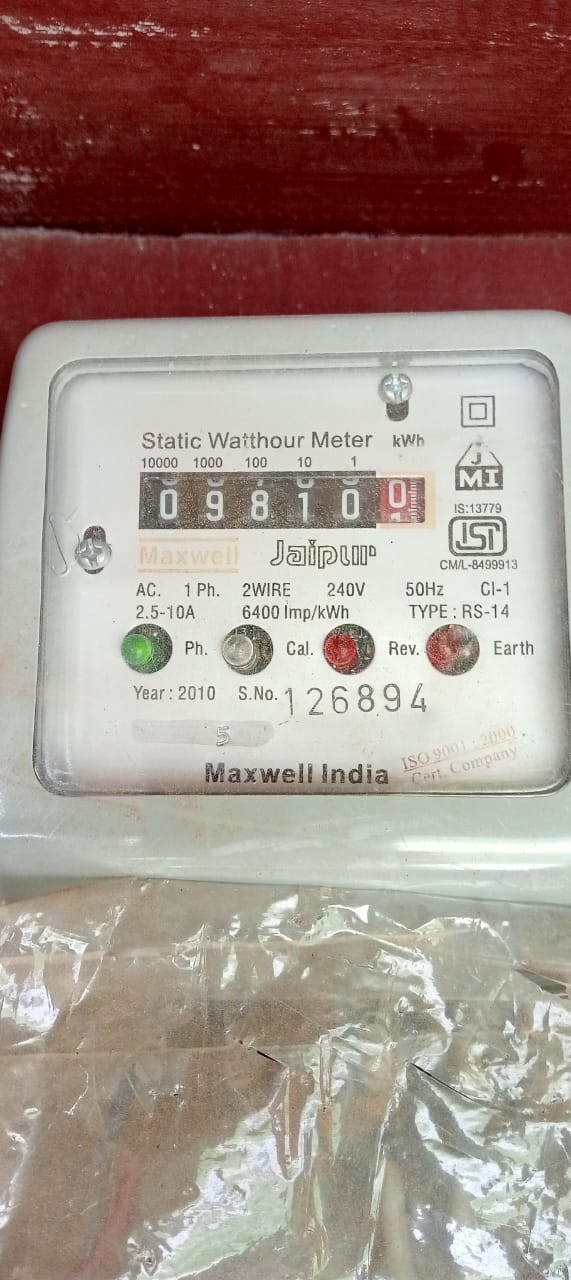 Static Watthour Meter kWh
10000 1000 100 10 1
0 9 8 1 0 0
1
J
MI
IS:13779
ISI
CM/L-8499913
Maxwell Jaipur
AC. 1 Ph. 2WIRE 240V 50Hz Cl-1
2.5-10A 6400 Imp/kWh TYPE : RS-14
Ph. Cal. Rev. Earth
Year : 2010 S.No. 126894
5
ISO 9001 : 2000
Cert. Company
Maxwell India